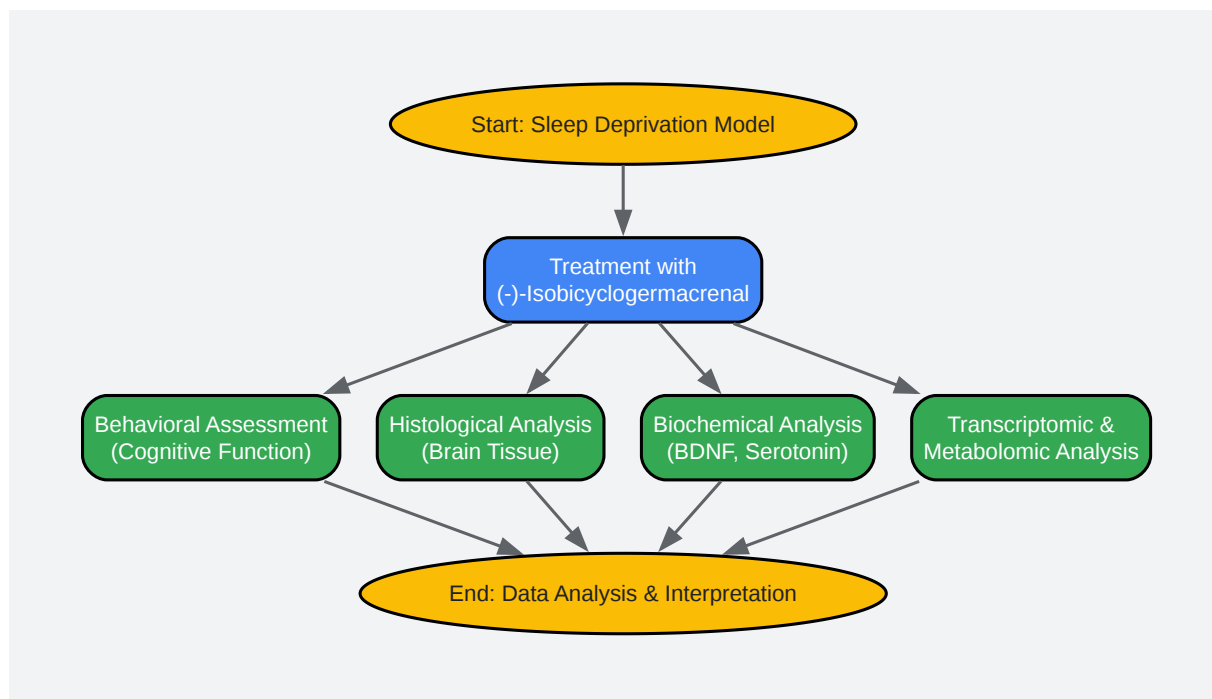 Start: Sleep Deprivation Model
Treatment with
(-)-Isobicyclogermacrenal
Behavioral Assessment
(Cognitive Function)
Histological Analysis
(Brain Tissue)
Biochemical Analysis
(BDNF, Serotonin)
Transcriptomic &
Metabolomic Analysis
End: Data Analysis & Interpretation